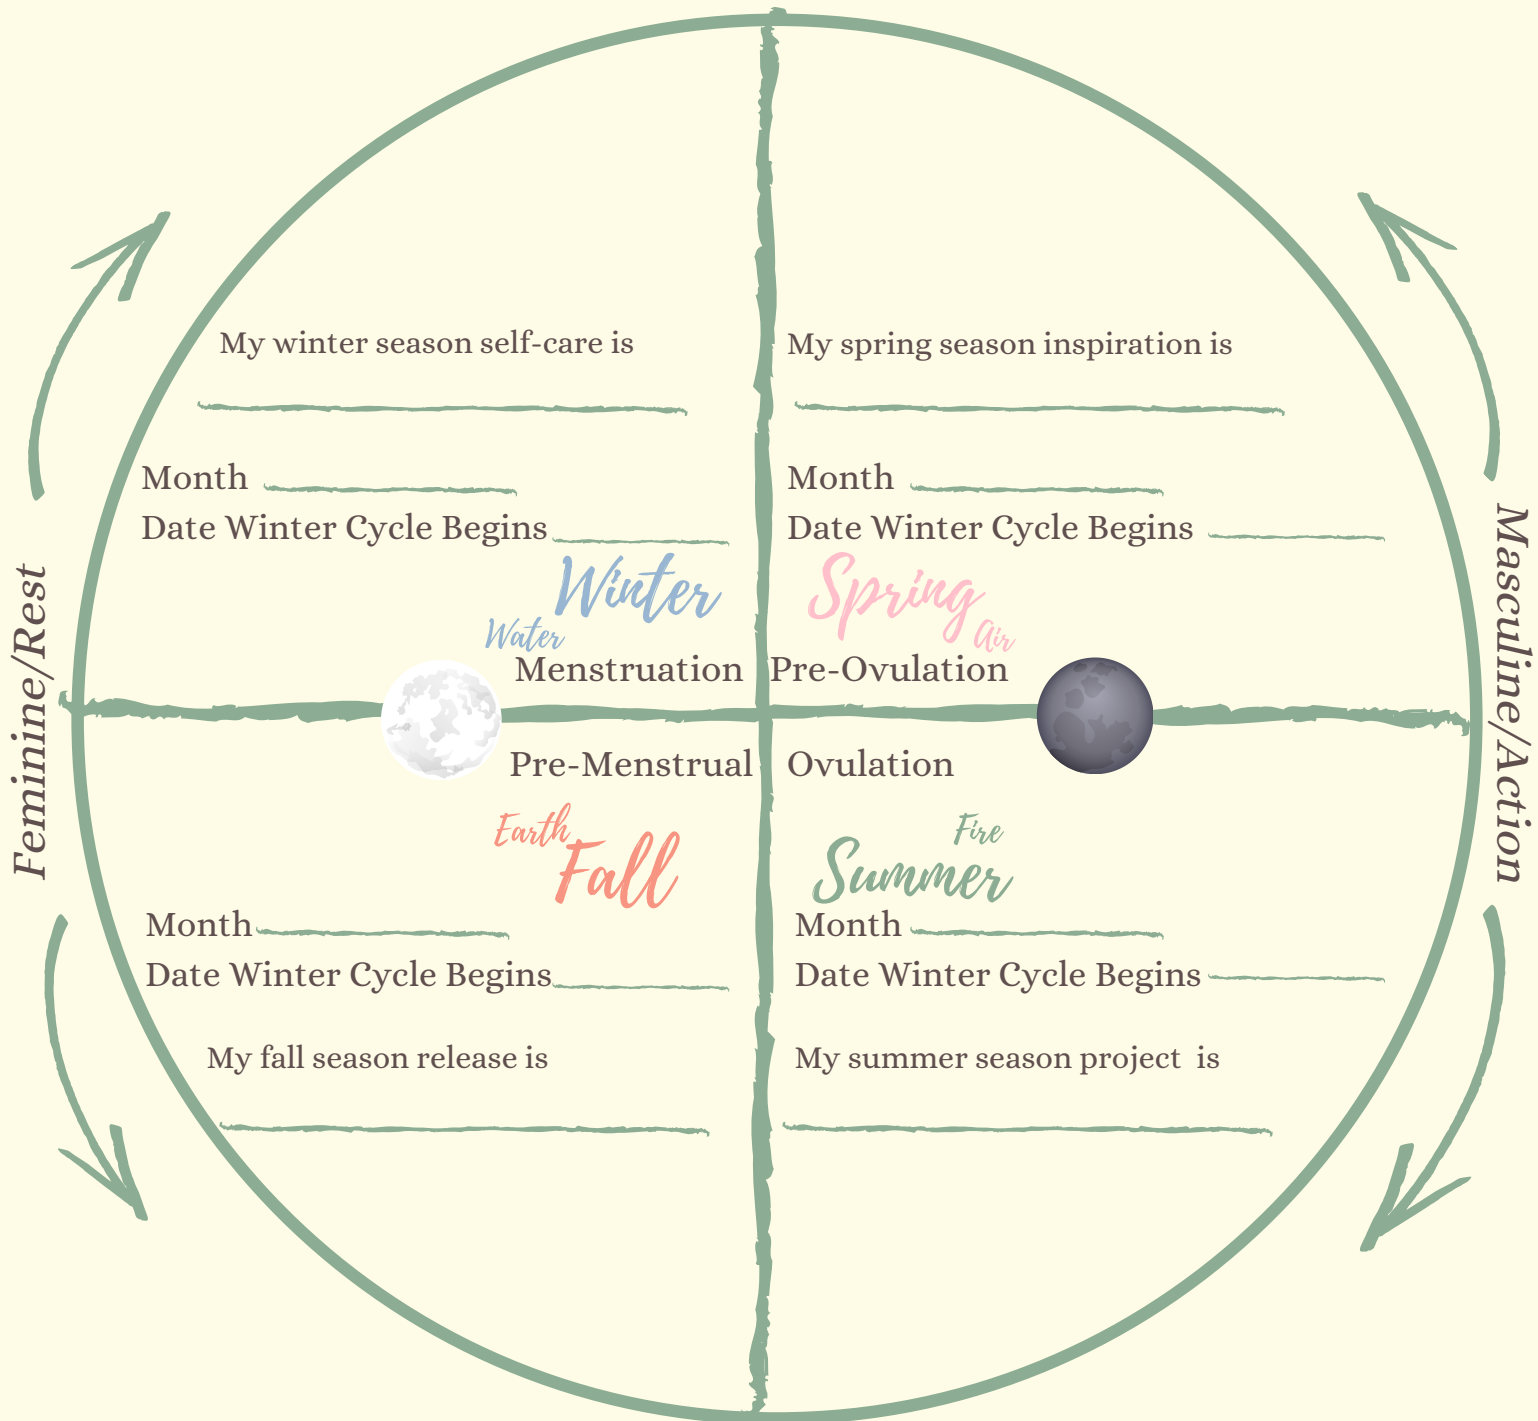 My winter season self-care is
Month
Date Winter Cycle Begins
Winter
Water
Menstruation
My spring season inspiration is
Month
Date Winter Cycle Begins
Spring
Air
Pre-Ovulation
Feminine/Rest
Masculine/Action
Pre-Menstrual
Earth
Fall
Month
Date Winter Cycle Begins
My fall season release is
Ovulation
Fire
Summer
Month
Date Winter Cycle Begins
My summer season project is